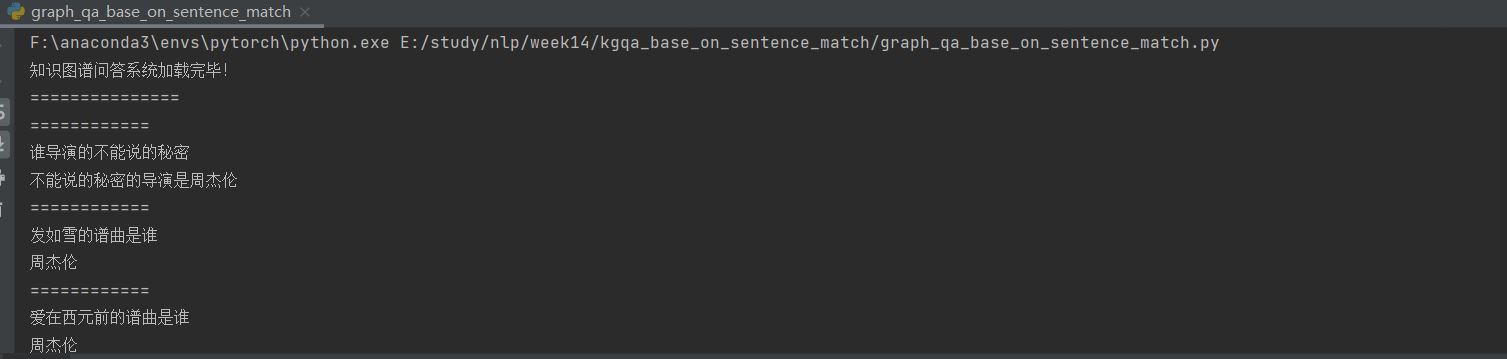 graph_qa_base_on_sentence_match
F:\anaconda3\envs\pytorch\python.exe E:/study/nlp/week14/kgqa_base_on_sentence_match/graph_qa_base_on_sentence_match.py
知识图谱问答系统加载完毕!
===============
============
谁导演的不能说的秘密
不能说的秘密的导演是周杰伦
============
发如雪的谱曲是谁
周杰伦
============
爱在西元前的谱曲是谁
周杰伦